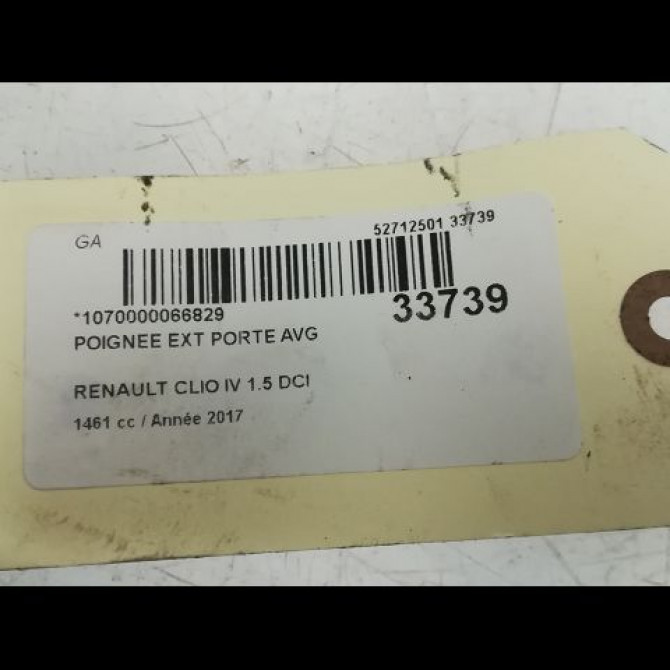 GA
52712501 33739
*1070000066829
33739
POIGNEE EXT PORTE AVG
RENAULT CLIO IV 1.5 DCI
1461 cc / Année 2017